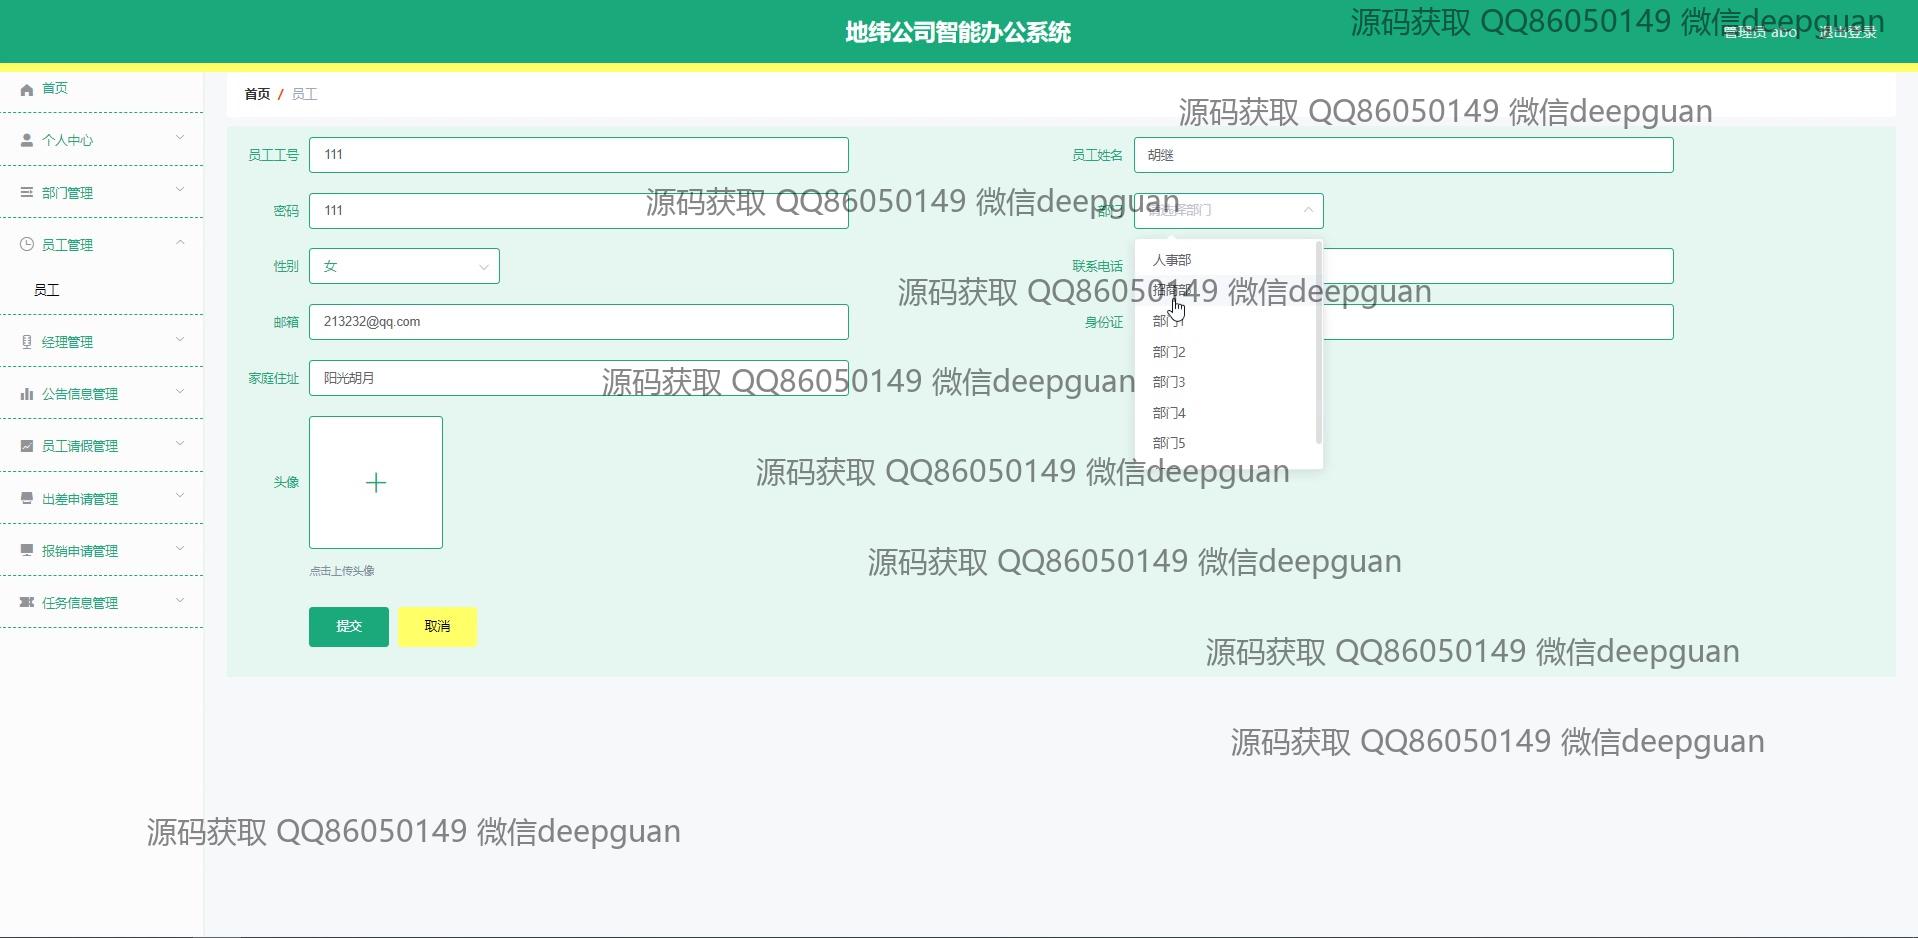 地纬公司智能办公系统
源码获取 QQ86050149 微信deepguan
管理员 abo
退出登录
首页
个人中心
部门管理
员工管理
员工
经理管理
公告信息管理
员工请假管理
出差申请管理
报销申请管理
任务信息管理
首页 / 员工
源码获取 QQ86050149 微信deepguan
员工工号 111
员工姓名 胡继
密码 111
源码获取 QQ86050149 微信deepguan
部门 请选择部门
性别 女
联系电话
人事部
招商部
部门1
部门2
部门3
部门4
部门5
源码获取 QQ86050149 微信deepguan
邮箱 213232@qq.com
身份证
家庭住址 阳光胡月
源码获取 QQ86050149 微信deepguan
源码获取 QQ86050149 微信deepguan
头像
点击上传头像
源码获取 QQ86050149 微信deepguan
提交
取消
源码获取 QQ86050149 微信deepguan
源码获取 QQ86050149 微信deepguan
源码获取 QQ86050149 微信deepguan